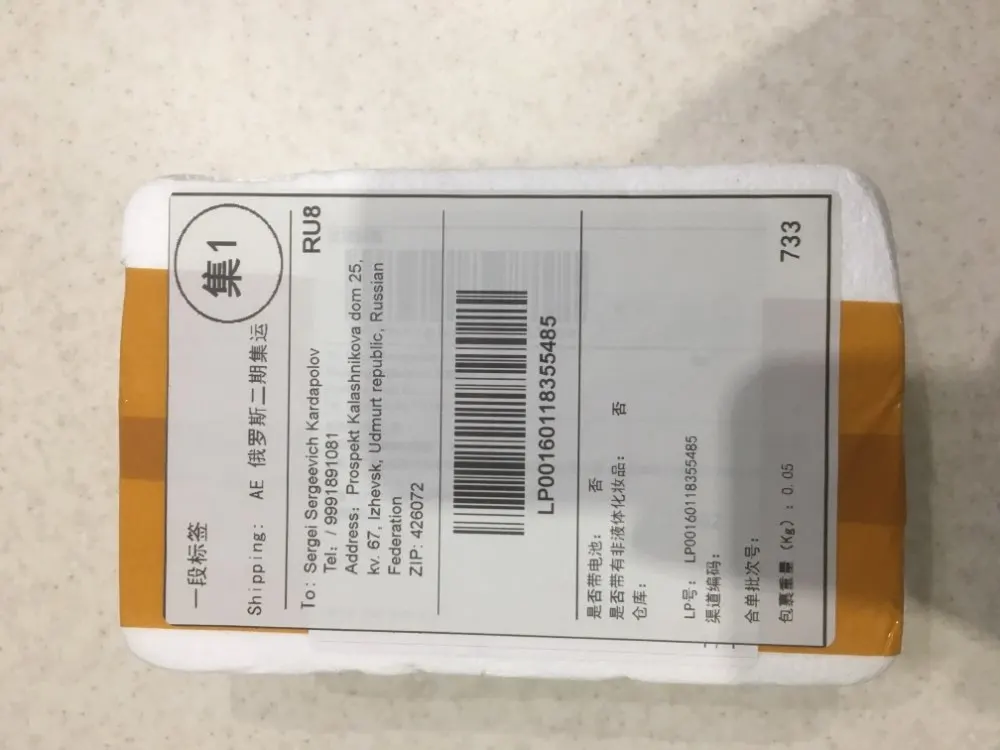 一段标签
集1
Shipping: AE 俄罗斯二期集运
To: Sergei Sergeevich Kardapolov RU8
Tel: / 9991891081
Address: Prospekt Kalashnikova dom 25,
kv. 67, Izhevsk, Udmurt republic, Russian
Federation
ZIP: 426072
LP00160118355485
是否带电池: 否
是否带有非液体化妆品: 否
仓库:
LP号: LP00160118355485
渠道编码:
合单批次号:
包裹重量 (Kg) : 0.05
733